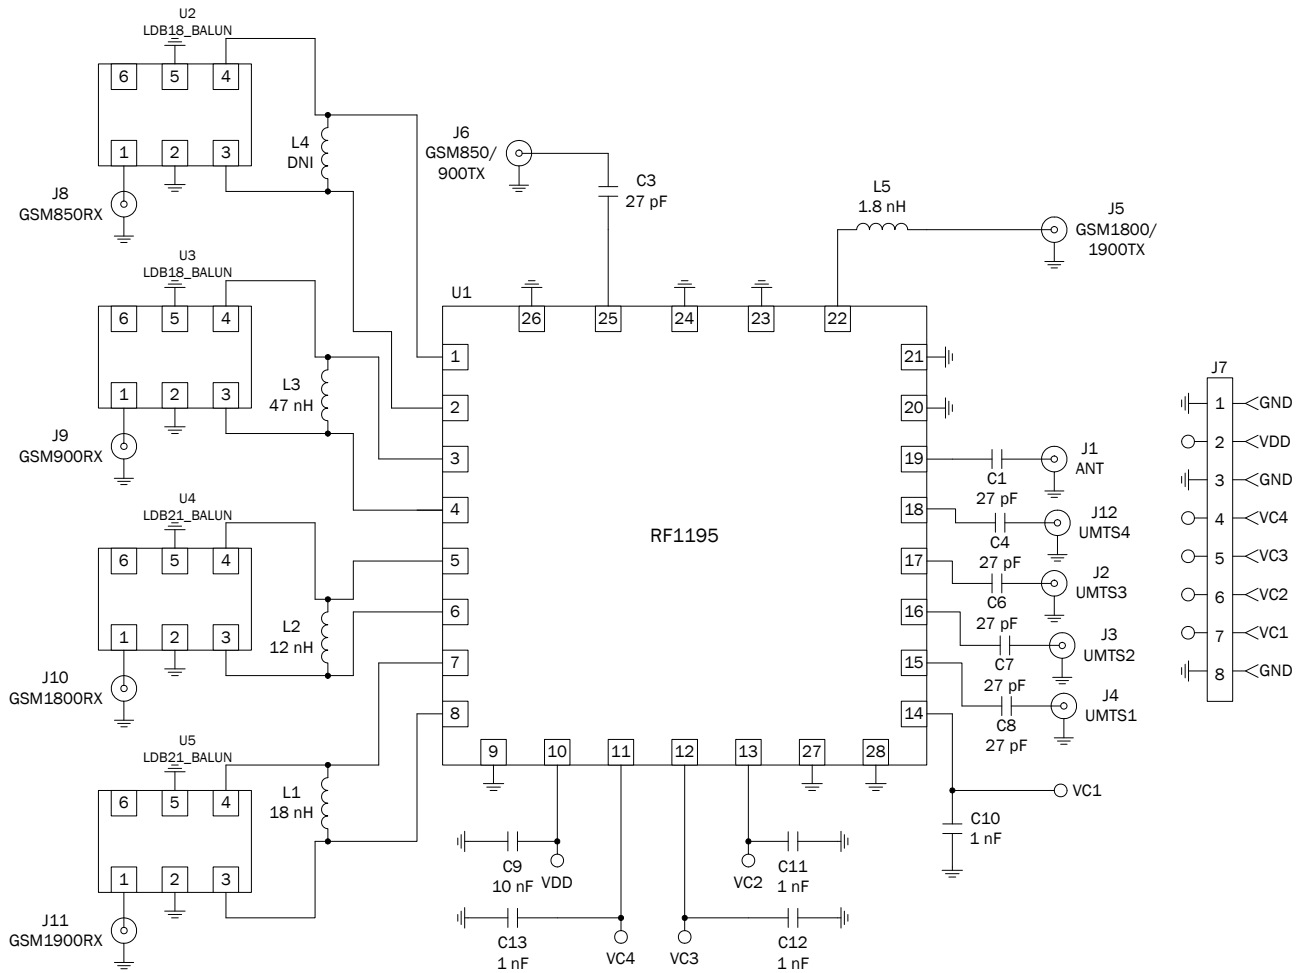 U2
LDB18_BALUN
6
5
4
1
2
3
L4
DNI
J8
GSM850RX
J6
GSM850/
900TX
C3
27 pF
L5
1.8 nH
J5
GSM1800/
1900TX
U3
LDB18_BALUN
6
5
4
1
2
3
L3
47 nH
J9
GSM900RX
U4
LDB21_BALUN
6
5
4
1
2
3
L2
12 nH
J10
GSM1800RX
U5
LDB21_BALUN
6
5
4
1
2
3
L1
18 nH
J11
GSM1900RX
U1
26
25
24
23
22
1
2
3
4
5
6
7
8
RF1195
21
20
19
18
17
16
15
14
9
10
11
12
13
27
28
J1
ANT
C1
27 pF
J12
UMTS4
C4
27 pF
J2
UMTS3
C6
27 pF
J3
UMTS2
C7
27 pF
J4
UMTS1
C8
27 pF
VC1
C10
1 nF
C9
10 nF
VDD
VC2
C11
1 nF
C13
1 nF
VC4
VC3
C12
1 nF
J7
1
GND
2
VDD
3
GND
4
VC4
5
VC3
6
VC2
7
VC1
8
GND